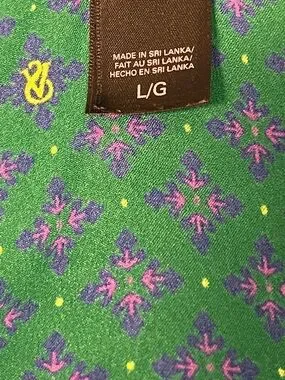 MADE IN SRI LANKA/
FAIT AU SRI LANKA/
HECHO EN SRI LANKA
L/G